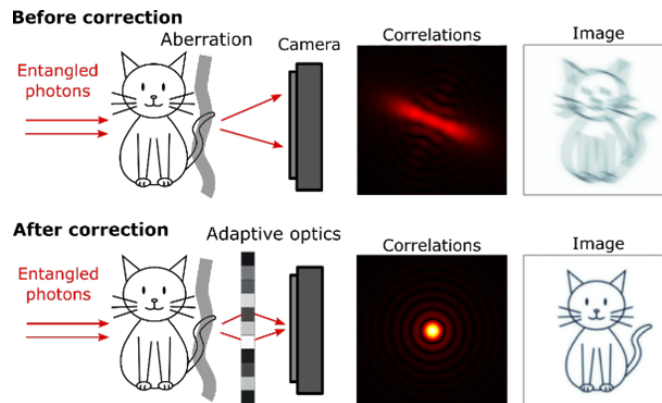 Before correction
Aberration
Camera
Correlations
Image
Entangled
photons
After correction
Adaptive optics
Correlations
Image
Entangled
photons